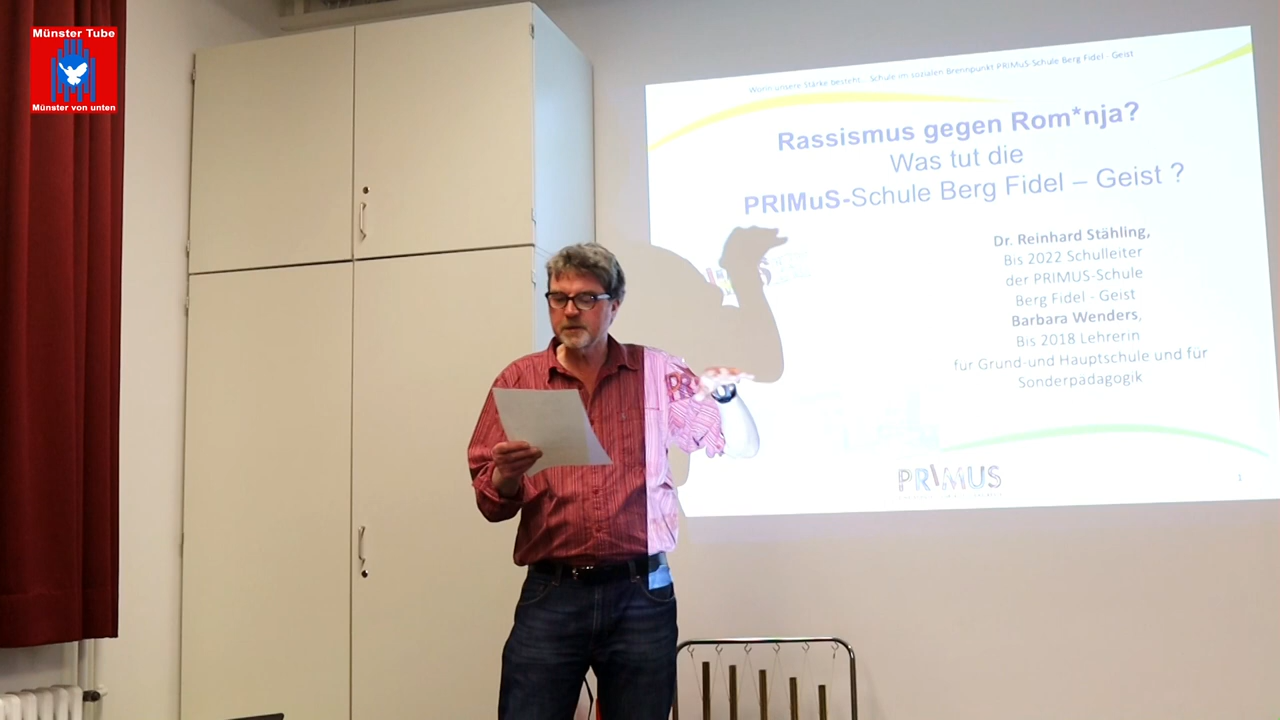 Münster Tube
Münster von unten
Worin unsere Stärke besteht - Schule im sozialen Brennpunkt PRIMuS Schule Berg Fidel - Geist
Rassismus gegen Rom*nja?
Was tut die
PRIMuS-Schule Berg Fidel – Geist ?
Dr. Reinhard Stähling,
Bis 2022 Schulleiter
der PRIMUS-Schule
Berg Fidel - Geist
Barbara Wenders,
Bis 2018 Lehrerin
für Grund-und Hauptschule und für
Sonderpädagogik
PRIMUS
1